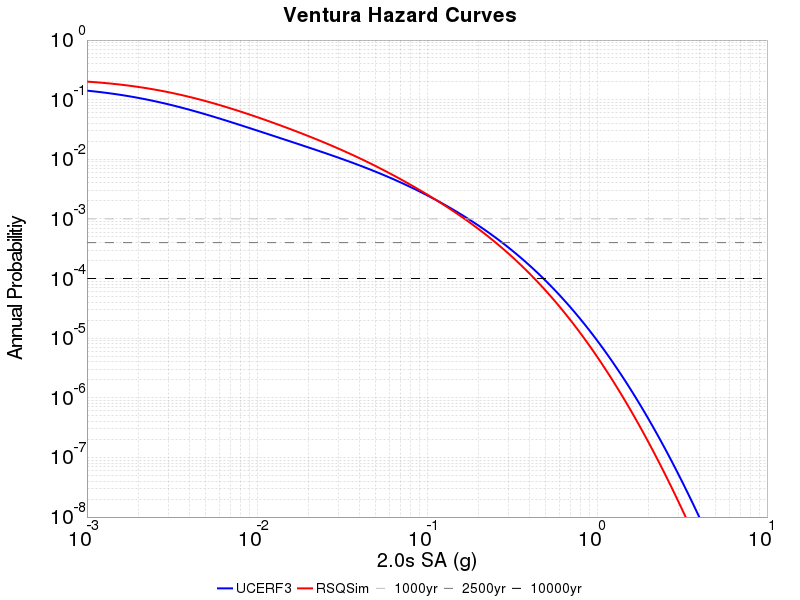 Ventura Hazard Curves
10^0
10^-1
10^-2
10^-3
10^-4
10^-5
10^-6
10^-7
10^-8
Annual Probabilitiy
10^-3 10^-2 10^-1 10^0 10^1
2.0s SA (g)
UCERF3 RSQSim 1000yr 2500yr 10000yr